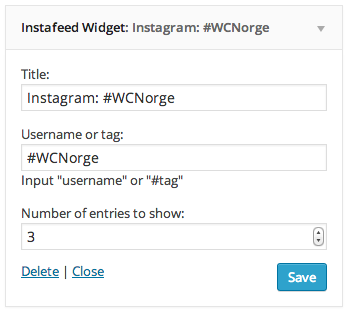 Instafeed Widget: Instagram: #WCNorge
Title:
Instagram: #WCNorge
Username or tag:
#WCNorge
Input "username" or "#tag"
Number of entries to show:
3
Delete | Close
Save